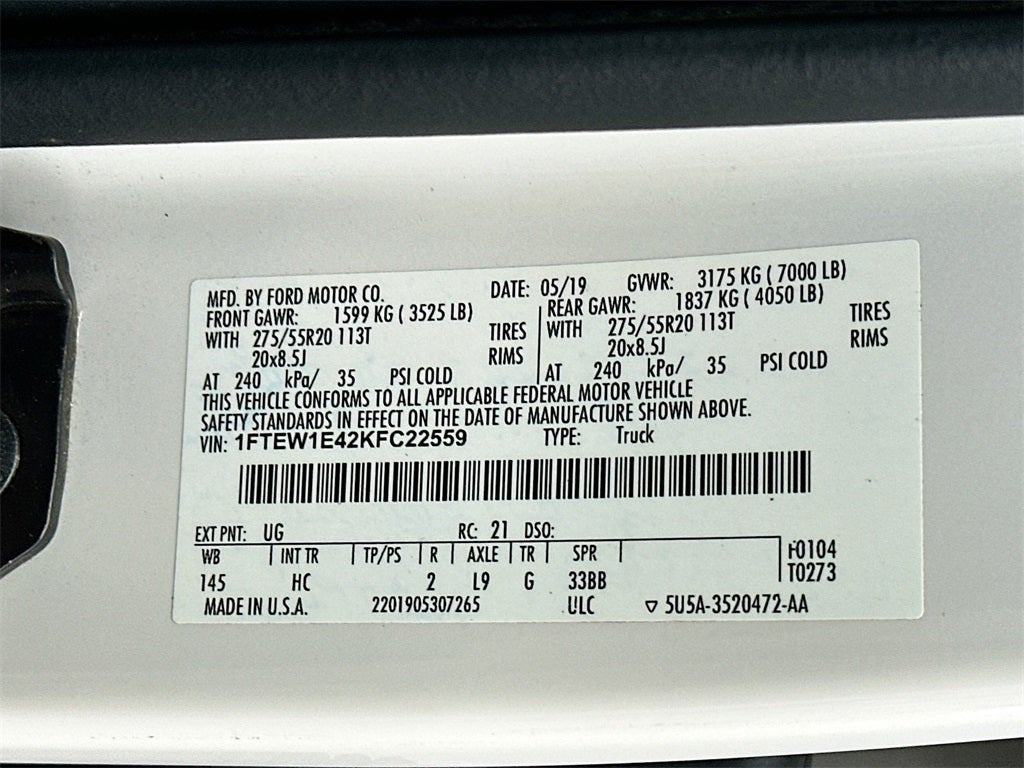 MFD. BY FORD MOTOR CO. DATE: 05/19 GVWR: 3175 KG ( 7000 LB)
FRONT GAWR: 1599 KG ( 3525 LB) REAR GAWR: 1837 KG ( 4050 LB)
WITH 275/55R20 113T TIRES WITH 275/55R20 113T TIRES
20x8.5J RIMS 20x8.5J RIMS
AT 240 kPa/ 35 PSI COLD AT 240 kPa/ 35 PSI COLD
THIS VEHICLE CONFORMS TO ALL APPLICABLE FEDERAL MOTOR VEHICLE
SAFETY STANDARDS IN EFFECT ON THE DATE OF MANUFACTURE SHOWN ABOVE.
VIN: 1FTEW1E42KFC22559 TYPE: Truck
EXT PNT: UG RC: 21 DSO:
WB INT TR TP/PS R AXLE TR SPR F0104
145 HC 2 L9 G 33BB T0273
MADE IN U.S.A. 2201905307265 ULC ▽ 5U5A-3520472-AA